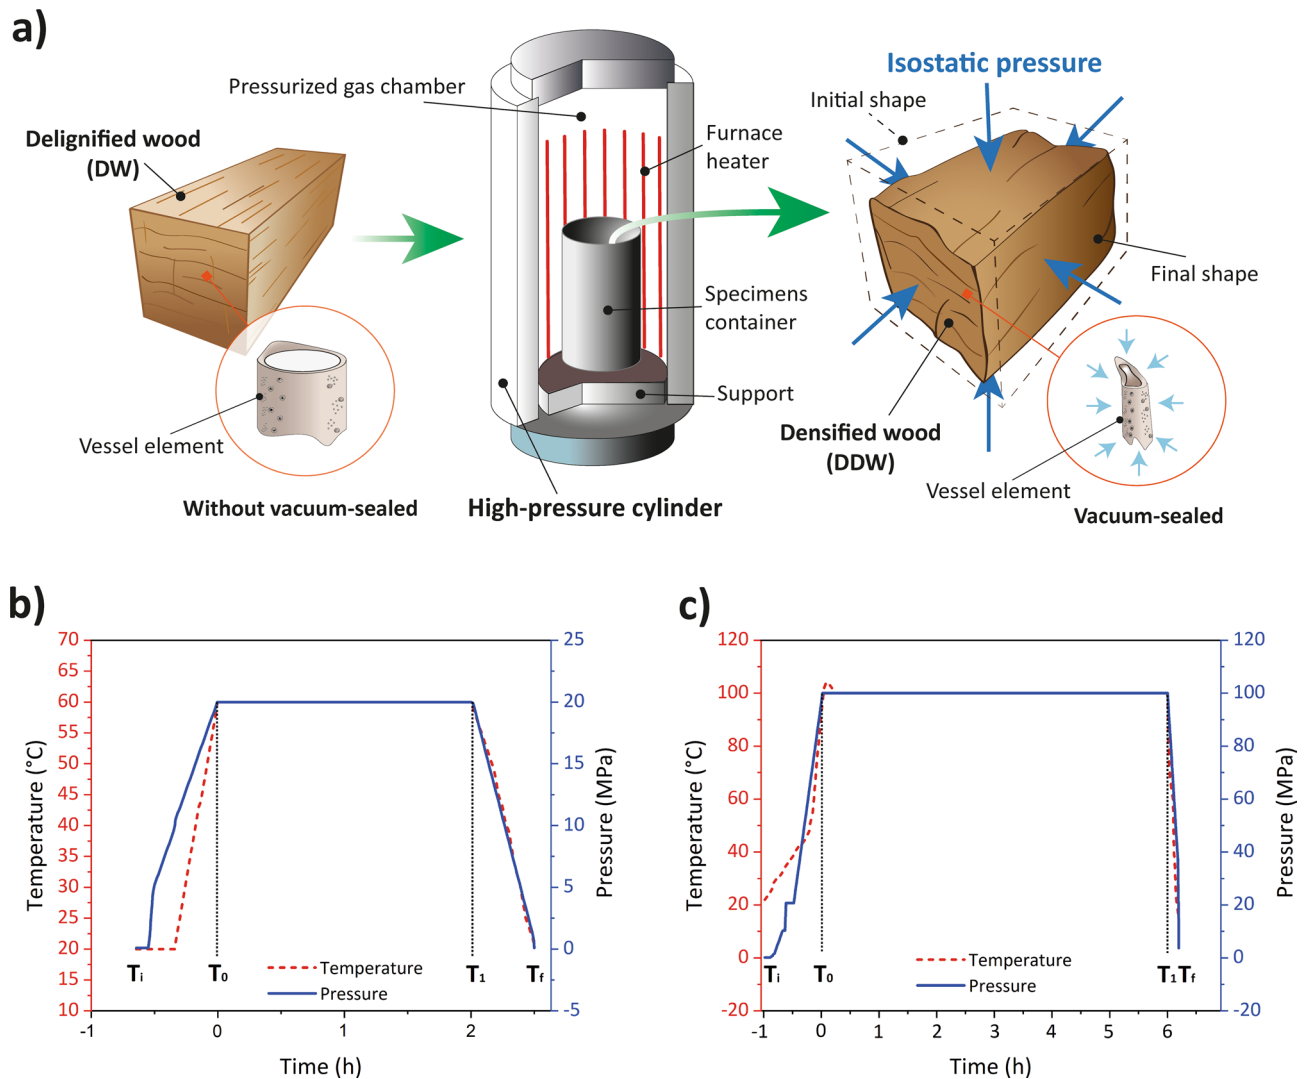 a)
Isostatic pressure
Pressurized gas chamber
Initial shape
Delignified wood
(DW)
Furnace
heater
Final shape
Specimens
container
Support
Vessel element
Densified wood
(DDW)
Vessel element
Without vacuum-sealed
High-pressure cylinder
Vacuum-sealed
b)
70
65
60
55
50
45
40
35
30
25
20
15
10
Temperature (°C)
25
20
15
10
5
0
-5
Pressure (MPa)
Ti
T0
T1
Tf
Temperature
Pressure
-1
0
1
2
Time (h)
c)
120
100
80
60
40
20
0
-20
Temperature (°C)
120
100
80
60
40
20
0
-20
Pressure (MPa)
Ti
T0
T1
Tf
Temperature
Pressure
-1
0
1
2
3
4
5
6
Time (h)